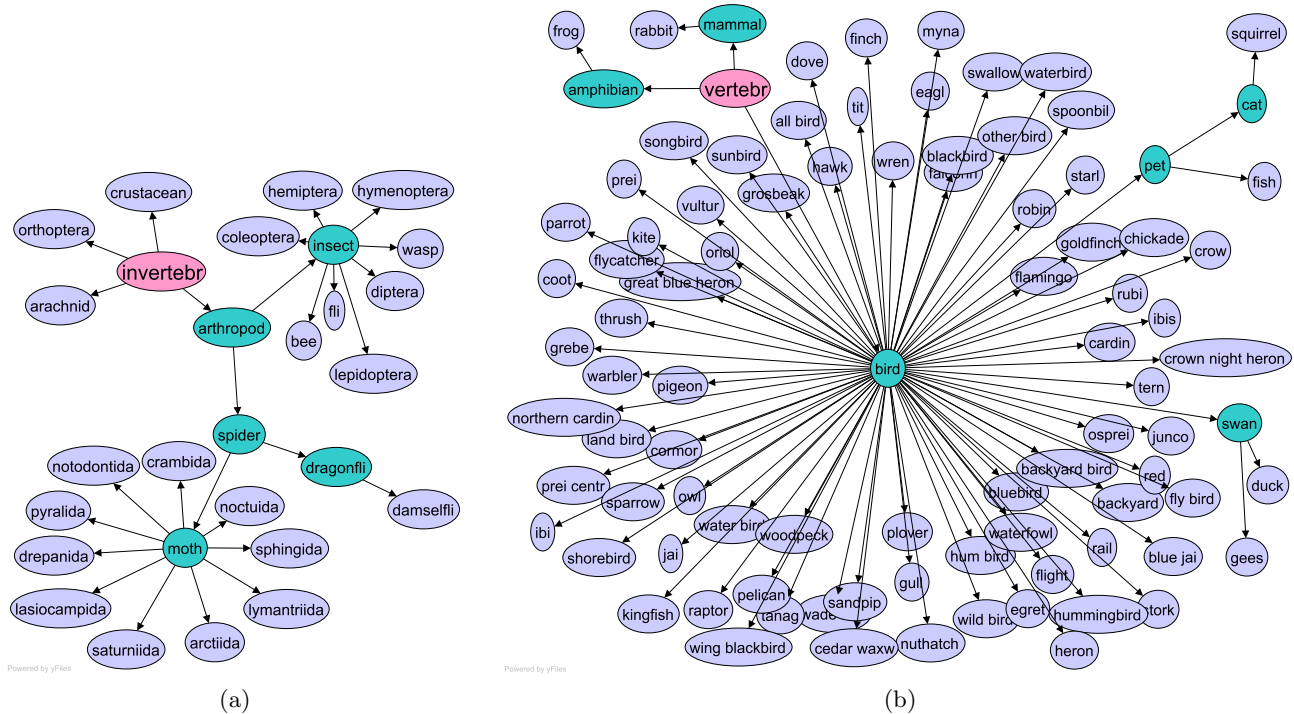 crustacean
hemiptera
hymenoptera
orthoptera
coleoptera
insect
wasp
invertebr
arachnid
diptera
fli
arthropod
bee
lepidoptera
spider
notodontida
crambida
dragonfli
pyralida
noctuida
damselfli
drepanida
moth
sphingida
lasiocampida
lymantriida
saturniida
arctiida
Powered by yFiles
(a)
frog
rabbit
mammal
finch
myna
squirrel
dove
amphibian
vertebr
eagl
swallow
waterbird
tit
cat
all bird
spoonbil
songbird
sunbird
other bird
hawk
wren
blackbird
pet
prei
grosbeak
starl
fish
vultur
robin
parrot
kite
oriol
goldfinch
chickade
crow
flycatcher
coot
great blue heron
flamingo
rubi
thrush
ibis
grebe
cardin
crown night heron
warbler
pigeon
bird
tern
northern cardin
land bird
cormor
osprei
junco
swan
prei centr
sparrow
owl
bluebird
backyard bird
red
backyard
fly bird
duck
ibi
water bird
woodpeck
plover
waterfowl
shorebird
jai
hum bird
rail
blue jai
gees
gull
flight
kingfish
raptor
pelican
tanag
sandpip
wild bird
egret
hummingbird
wing blackbird
cedar waxw
nuthatch
heron
Powered by yFiles
(b)